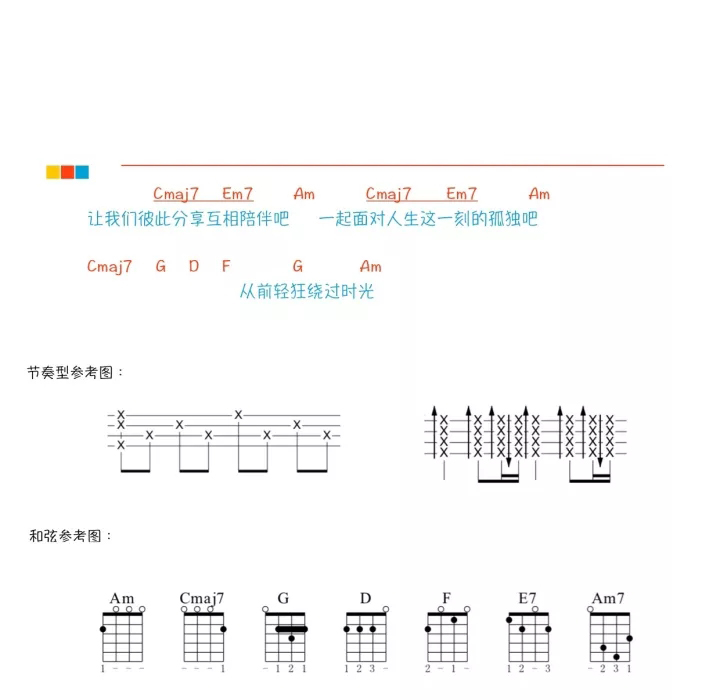 Cmaj7 Em7 Am Cmaj7 Em7 Am
让我们彼此分享互相陪伴吧 一起面对人生这一刻的孤独吧
Cmaj7 G D F G Am
从前轻狂绕过时光
节奏型参考图：
和弦参考图：
Am Cmaj7 G D F E7 Am7
1 - - - - - - 1 - 1 2 1 1 2 3 - 2 - 1 - 1 2 - 3 - 2 3 1